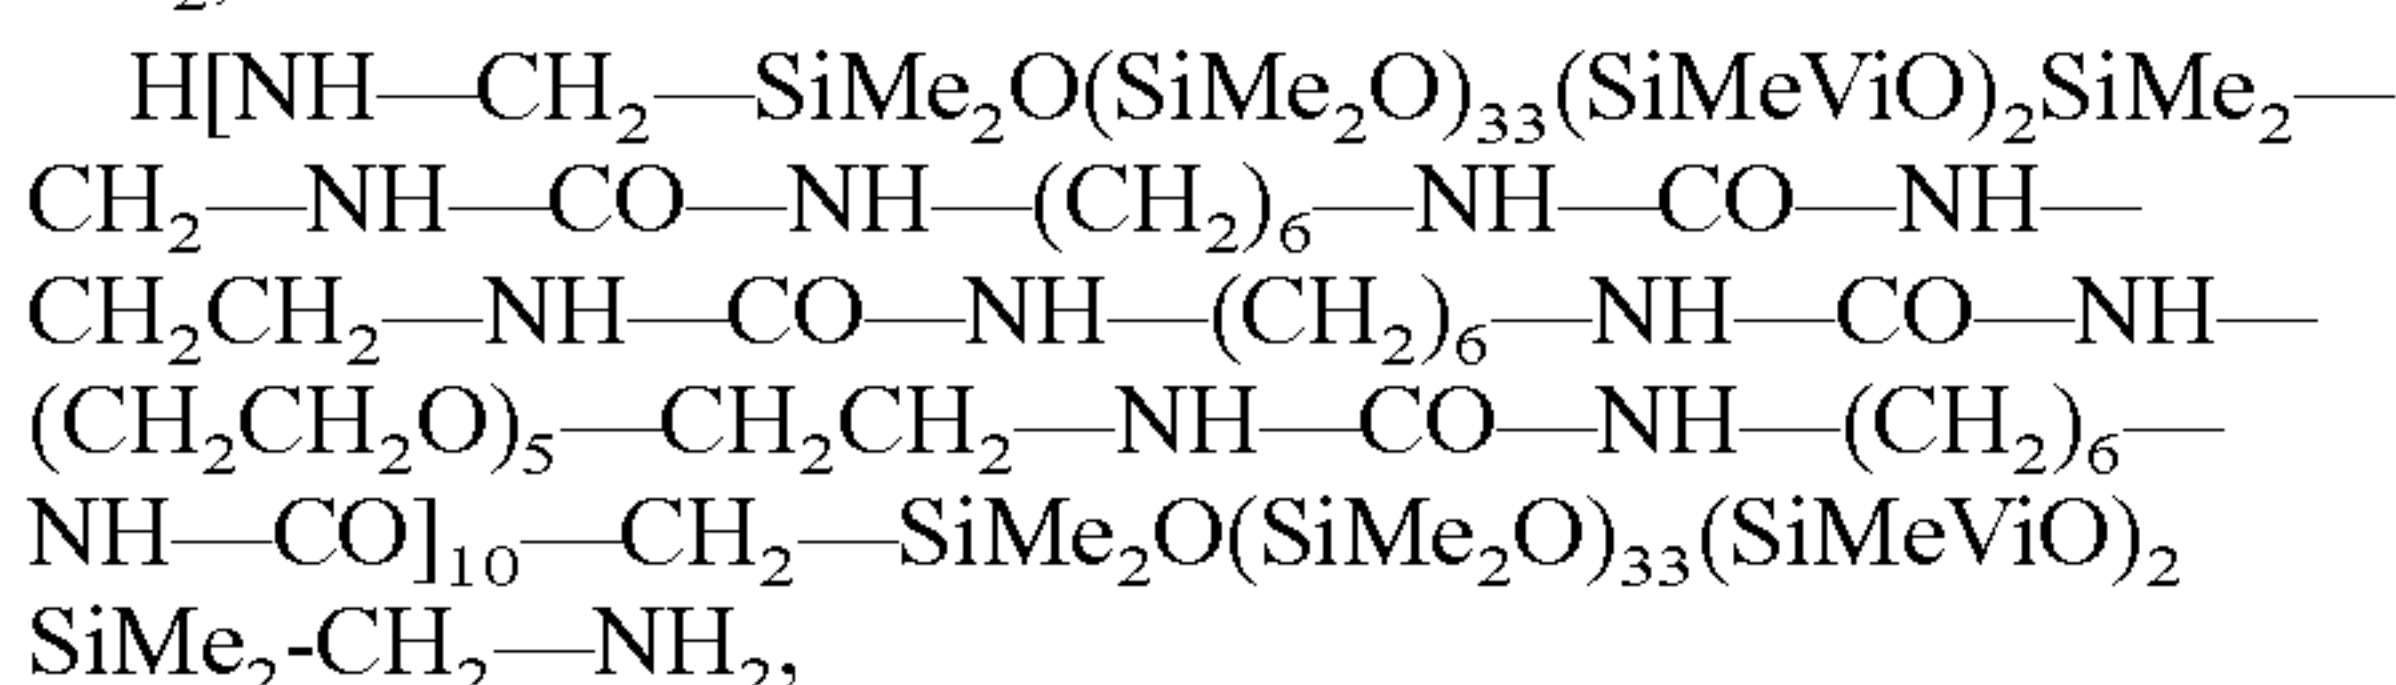 2,
H[NH—CH₂—SiMe₂O(SiMe₂O)₃₃(SiMeViO)₂SiMe₂—
CH₂—NH—CO—NH—(CH₂)₆—NH—CO—NH—
CH₂CH₂—NH—CO—NH—(CH₂)₆—NH—CO—NH—
(CH₂CH₂O)₅—CH₂CH₂—NH—CO—NH—(CH₂)₆—
NH—CO]₁₀—CH₂—SiMe₂O(SiMe₂O)₃₃(SiMeViO)₂
SiMe₂-CH₂—NH₂,